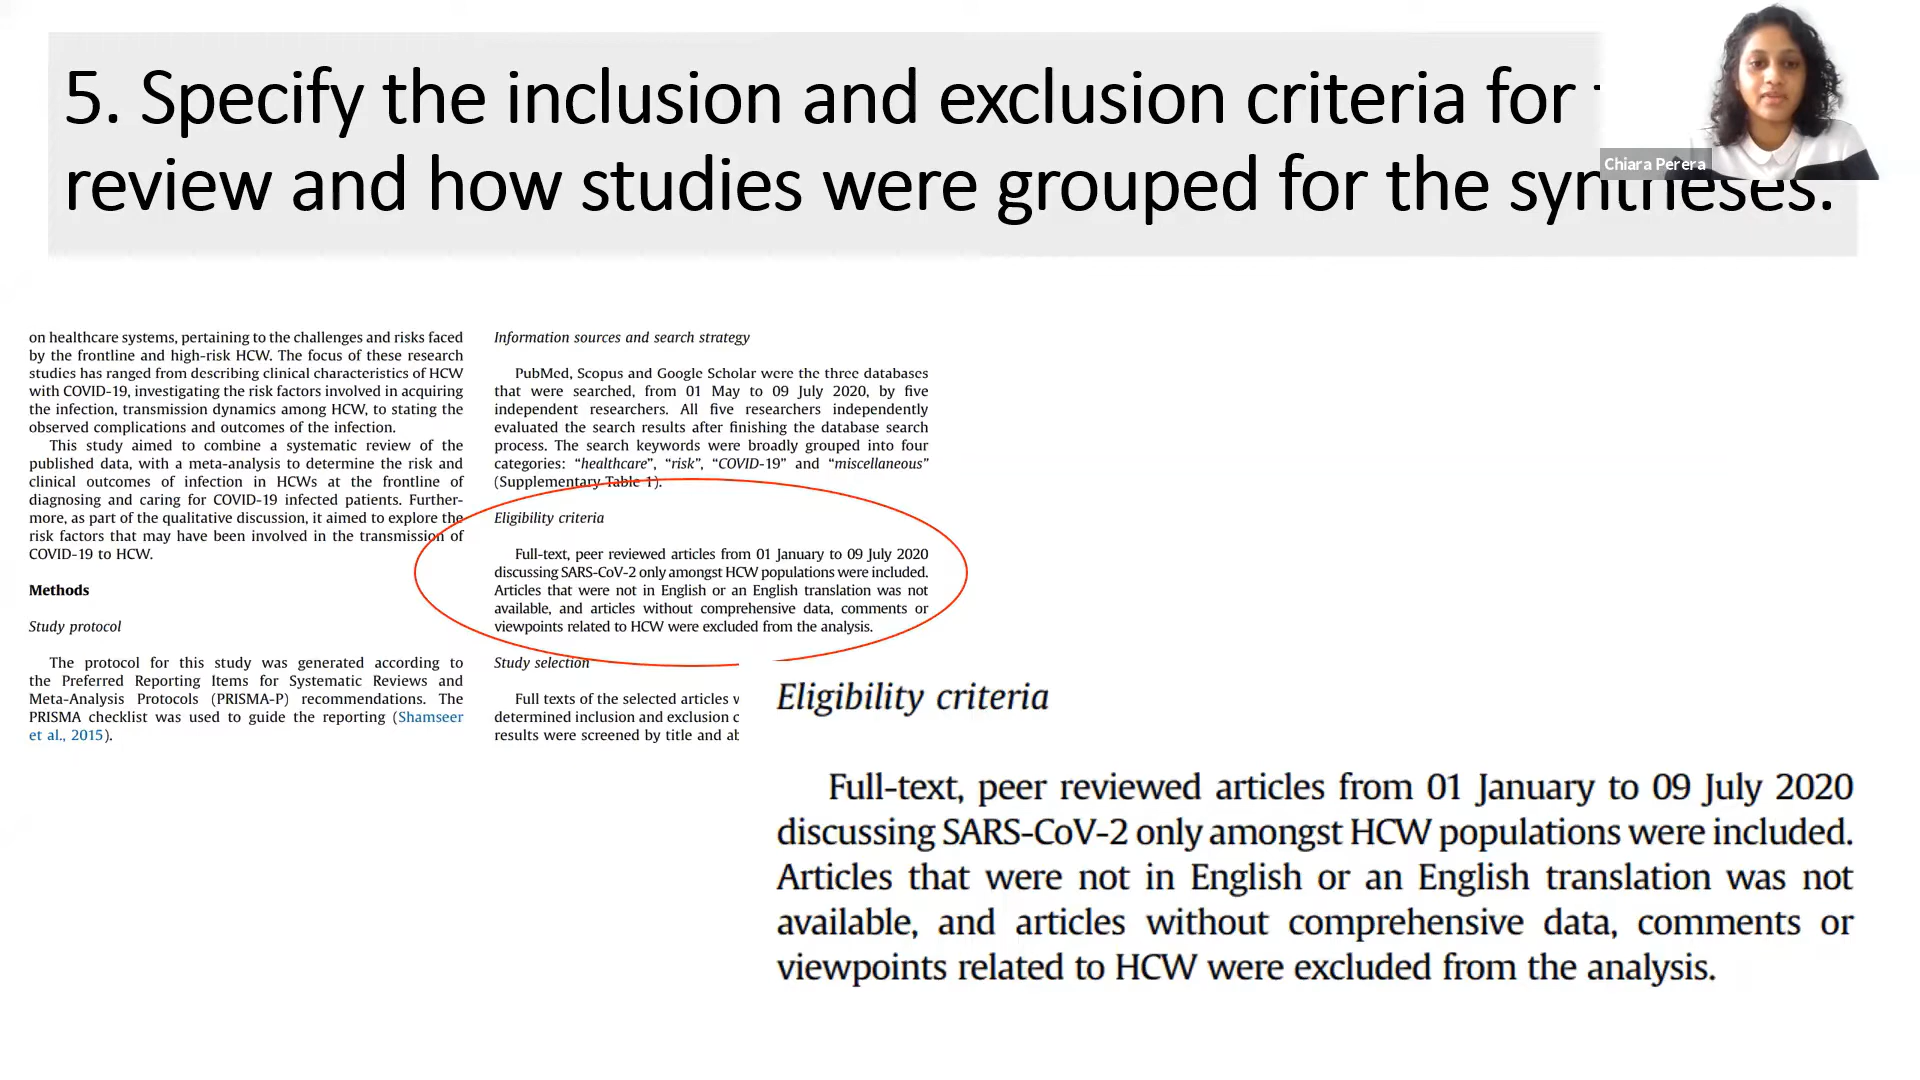 5. Specify the inclusion and exclusion criteria for
review and how studies were grouped for the syntheses.
Chiara Perera
on healthcare systems, pertaining to the challenges and risks faced
by the frontline and high-risk HCW. The focus of these research
studies has ranged from describing clinical characteristics of HCW
with COVID-19, investigating the risk factors involved in acquiring
the infection, transmission dynamics among HCW, to stating the
observed complications and outcomes of the infection.
This study aimed to combine a systematic review of the
published data, with a meta-analysis to determine the risk and
clinical outcomes of infection in HCWs at the frontline of
diagnosing and caring for COVID-19 infected patients. Further-
more, as part of the qualitative discussion, it aimed to explore the
risk factors that may have been involved in the transmission of
COVID-19 to HCW.
Methods
Study protocol
The protocol for this study was generated according to
the Preferred Reporting Items for Systematic Reviews and
Meta-Analysis Protocols (PRISMA-P) recommendations. The
PRISMA checklist was used to guide the reporting (Shamseer
et al., 2015).
Information sources and search strategy
PubMed, Scopus and Google Scholar were the three databases
that were searched, from 01 May to 09 July 2020, by five
independent researchers. All five researchers independently
evaluated the search results after finishing the database search
process. The search keywords were broadly grouped into four
categories: “healthcare”, “risk”, “COVID-19” and “miscellaneous”
(Supplementary Table 1).
Eligibility criteria
Full-text, peer reviewed articles from 01 January to 09 July 2020
discussing SARS-CoV-2 only amongst HCW populations were included.
Articles that were not in English or an English translation was not
available, and articles without comprehensive data, comments or
viewpoints related to HCW were excluded from the analysis.
Study selection
Full texts of the selected articles
determined inclusion and exclusion
results were screened by title and
Eligibility criteria
Full-text, peer reviewed articles from 01 January to 09 July 2020
discussing SARS-CoV-2 only amongst HCW populations were included.
Articles that were not in English or an English translation was not
available, and articles without comprehensive data, comments or
viewpoints related to HCW were excluded from the analysis.